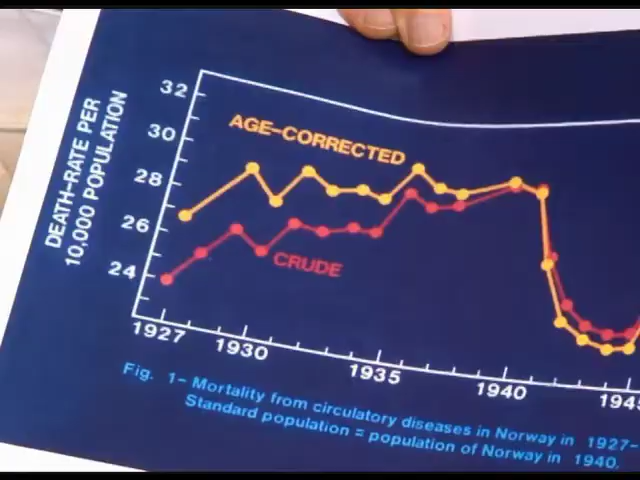 DEATH-RATE PER
10,000 POPULATION
32
30
28
26
24
AGE-CORRECTED
CRUDE
1927
1930
1935
1940
Fig. 1- Mortality from circulatory diseases in Norway in 1927-
Standard population = population of Norway in 1940.